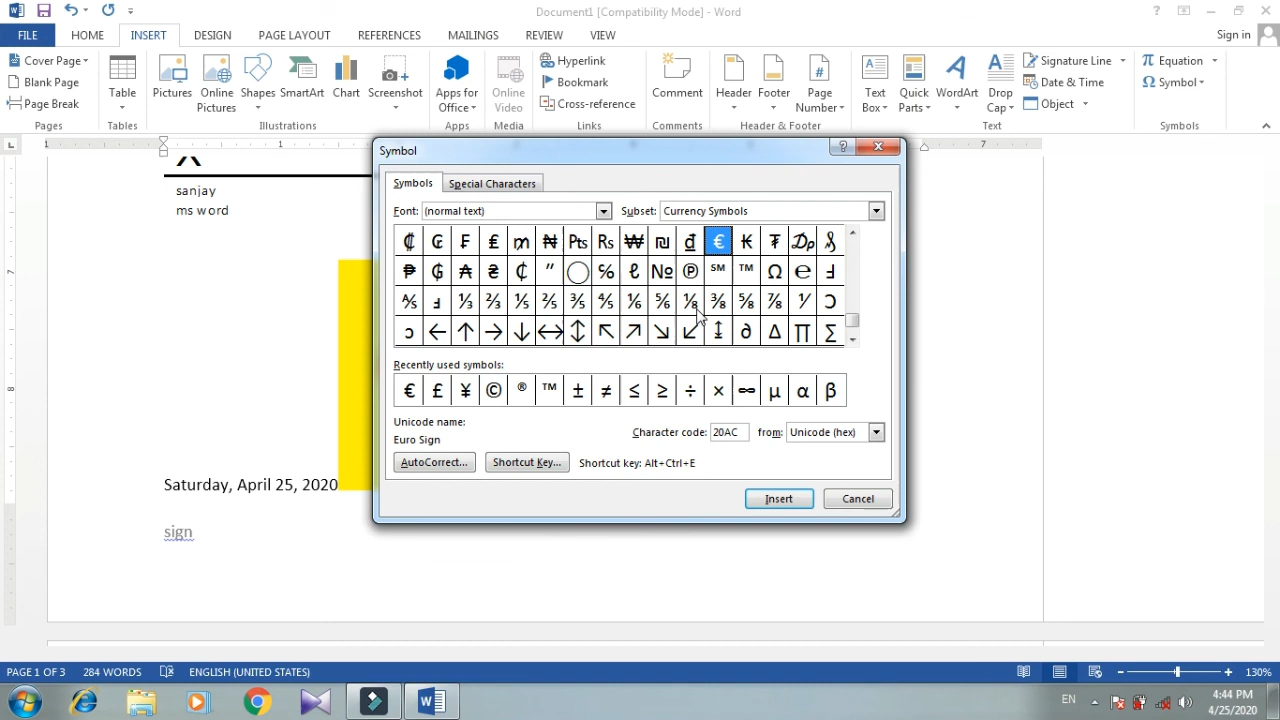 Document1 [Compatibility Mode] - Word
FILE HOME INSERT DESIGN PAGE LAYOUT REFERENCES MAILINGS REVIEW VIEW Sign in
Cover Page
Blank Page
Page Break
Table
Pictures
Online Pictures
Shapes
SmartArt
Chart
Screenshot
Apps for Office
Online Video
Hyperlink
Bookmark
Cross-reference
Comment
Header
Footer
Page Number
Text Box
Quick Parts
WordArt
Drop Cap
Signature Line
Date & Time
Object
π Equation
Ω Symbol
Pages Tables Illustrations Apps Media Links Comments Header & Footer Text Symbols
1 1 7
7
8
sanjay
ms word
Saturday, April 25, 2020
sign
Symbol
Symbols Special Characters
Font: (normal text) Subset: Currency Symbols
₡ ₢ ₣ ₤ ₥ ₦ ₧ ₨ ₩ ₪ ₫ € ₭ ₮ ₯ ₰
₱ ₲ ₳ ₴ ₵ ″ ◯ ℅ ℓ № ℗ ℠ ™ Ω ℮ Ⅎ
⅍ ⅎ ⅓ ⅔ ⅕ ⅖ ⅗ ⅘ ⅙ ⅚ ⅛ ⅜ ⅝ ⅞ ⅟ Ↄ
ↄ ← ↑ → ↓ ↔ ↕ ↖ ↗ ↘ ↙ ↨ ∂ ∆ ∏ ∑
Recently used symbols:
€ £ ¥ © ® ™ ± ≠ ≤ ≥ ÷ × ∞ µ α β
Unicode name:
Euro Sign
Character code: 20AC from: Unicode (hex)
AutoCorrect... Shortcut Key... Shortcut key: Alt+Ctrl+E
Insert Cancel
PAGE 1 OF 3 284 WORDS ENGLISH (UNITED STATES) 130%
EN 4:44 PM
4/25/2020